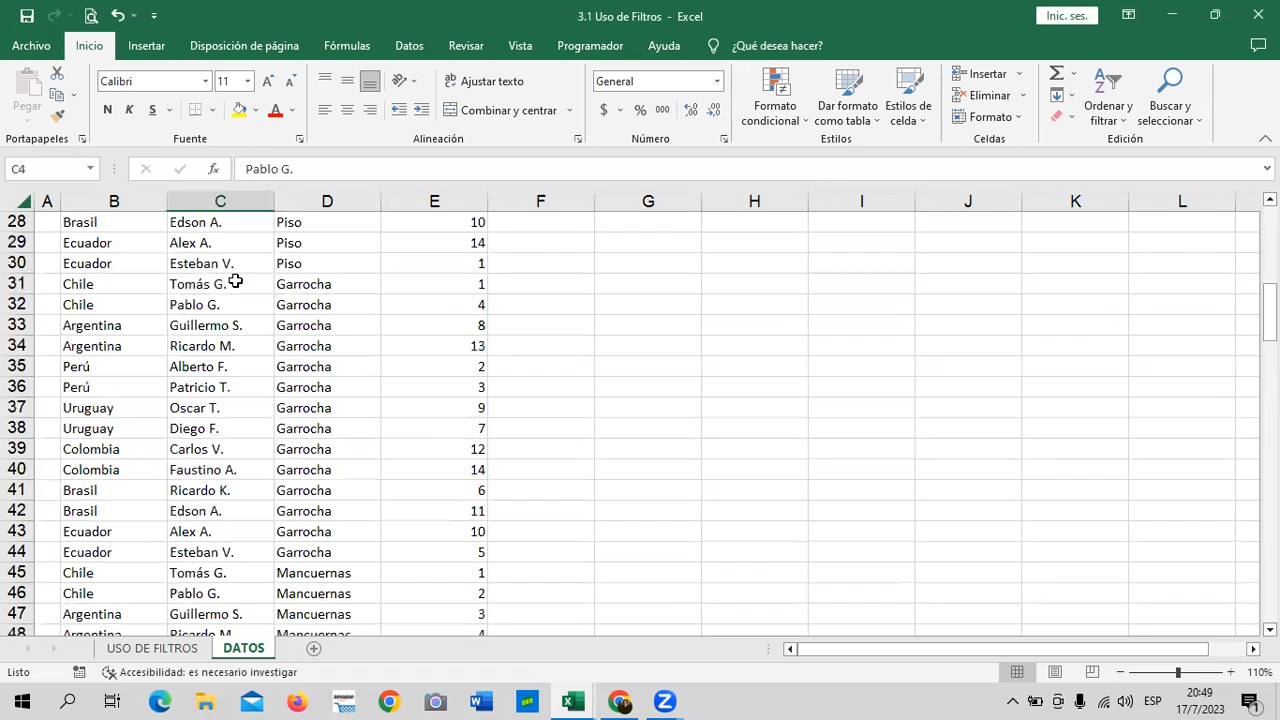 3.1 Uso de Filtros - Excel
Inic. ses.
Archivo Inicio Insertar Disposición de página Fórmulas Datos Revisar Vista Programador Ayuda ¿Qué desea hacer?
Pegar
Calibri 11
N K S
Ajustar texto
Combinar y centrar
General
$ % 000
Formato condicional
Dar formato como tabla
Estilos de celda
Insertar
Eliminar
Formato
Ordenar y filtrar
Buscar y seleccionar
Portapapeles Fuente Alineación Número Estilos Celdas Edición
C4 fx Pablo G.
A B C D E F G H I J K L
28 Brasil Edson A. Piso 10
29 Ecuador Alex A. Piso 14
30 Ecuador Esteban V. Piso 1
31 Chile Tomás G. Garrocha 1
32 Chile Pablo G. Garrocha 4
33 Argentina Guillermo S. Garrocha 8
34 Argentina Ricardo M. Garrocha 13
35 Perú Alberto F. Garrocha 2
36 Perú Patricio T. Garrocha 3
37 Uruguay Oscar T. Garrocha 9
38 Uruguay Diego F. Garrocha 7
39 Colombia Carlos V. Garrocha 12
40 Colombia Faustino A. Garrocha 14
41 Brasil Ricardo K. Garrocha 6
42 Brasil Edson A. Garrocha 11
43 Ecuador Alex A. Garrocha 10
44 Ecuador Esteban V. Garrocha 5
45 Chile Tomás G. Mancuernas 1
46 Chile Pablo G. Mancuernas 2
47 Argentina Guillermo S. Mancuernas 3
48 Argentina Ricardo M. Mancuernas 4
USO DE FILTROS DATOS
Listo Accesibilidad: es necesario investigar 110%
ESP 20:49
17/7/2023